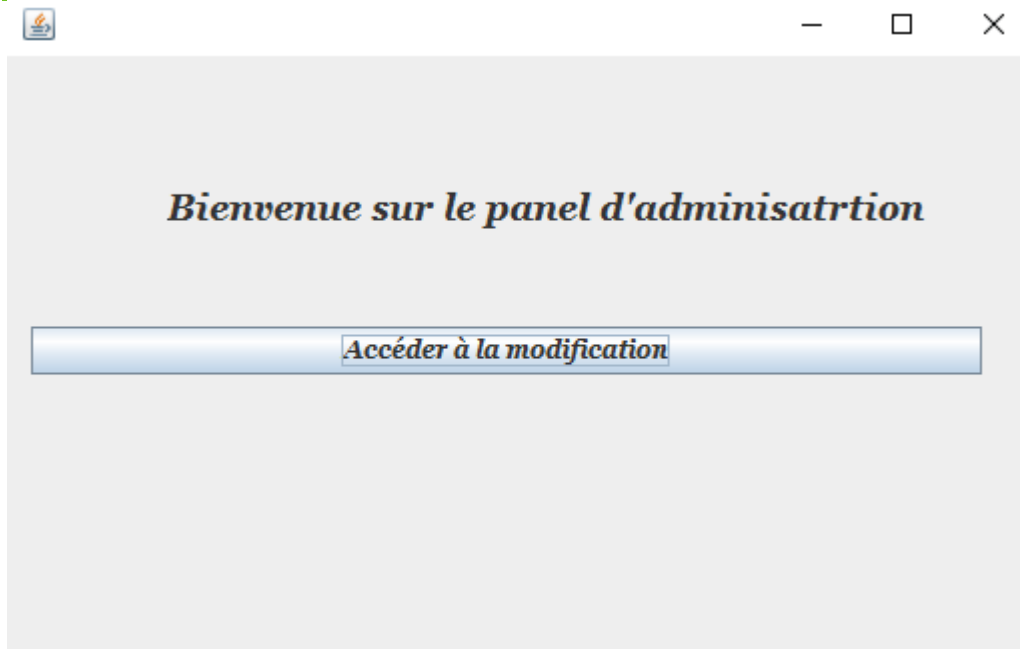 Bienvenue sur le panel d'adminisatrtion
Accéder à la modification